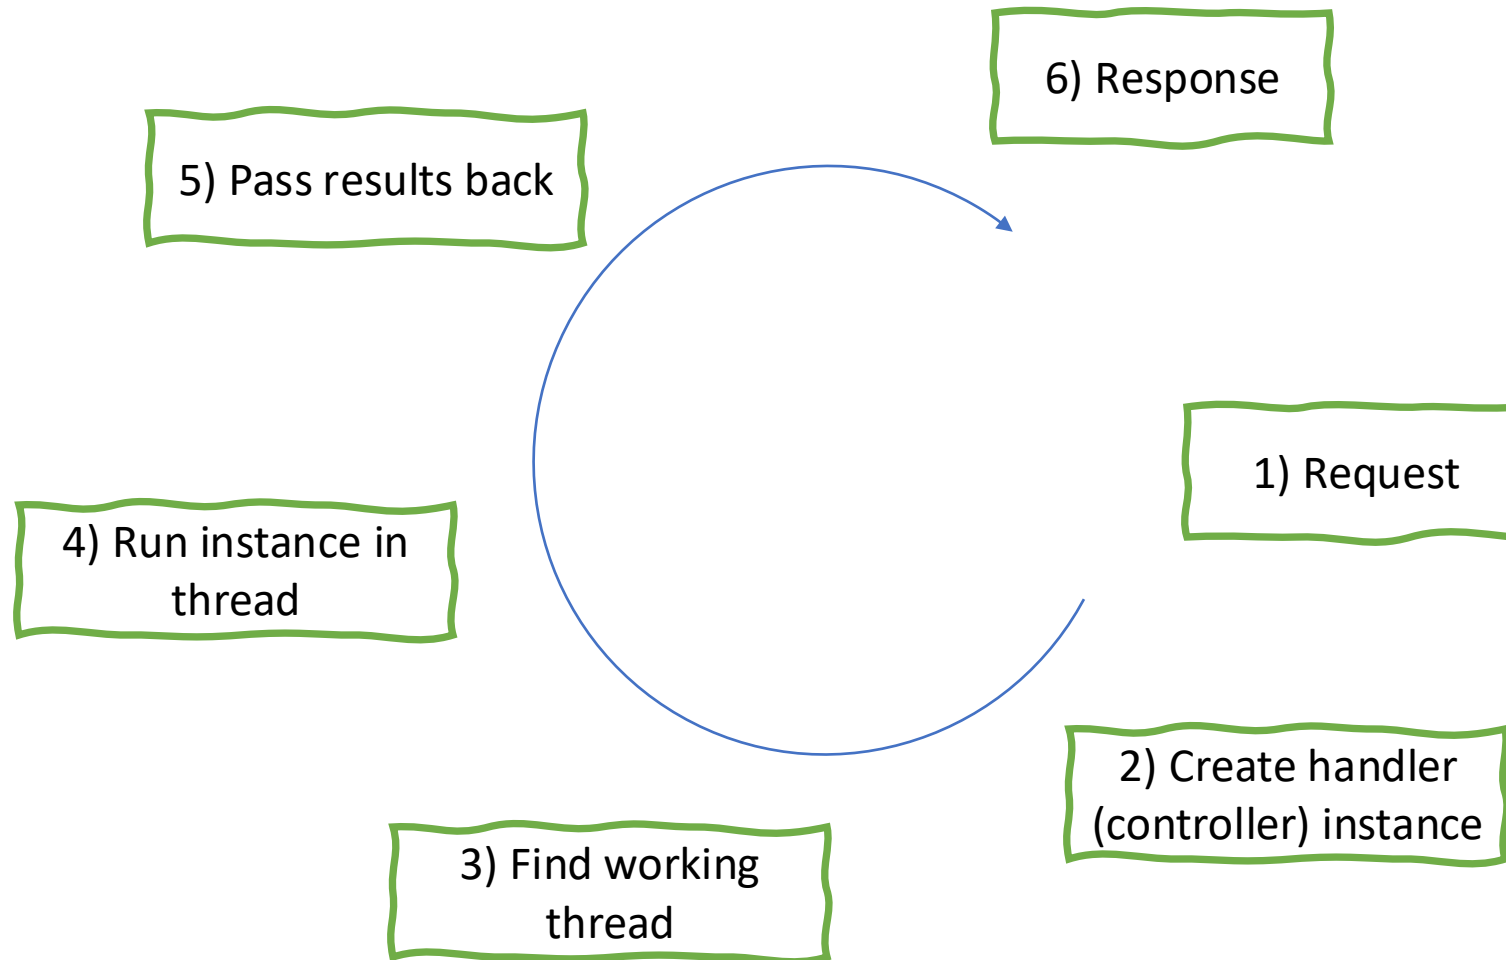 6) Response
5) Pass results back
1) Request
4) Run instance in
thread
2) Create handler
(controller) instance
3) Find working
thread